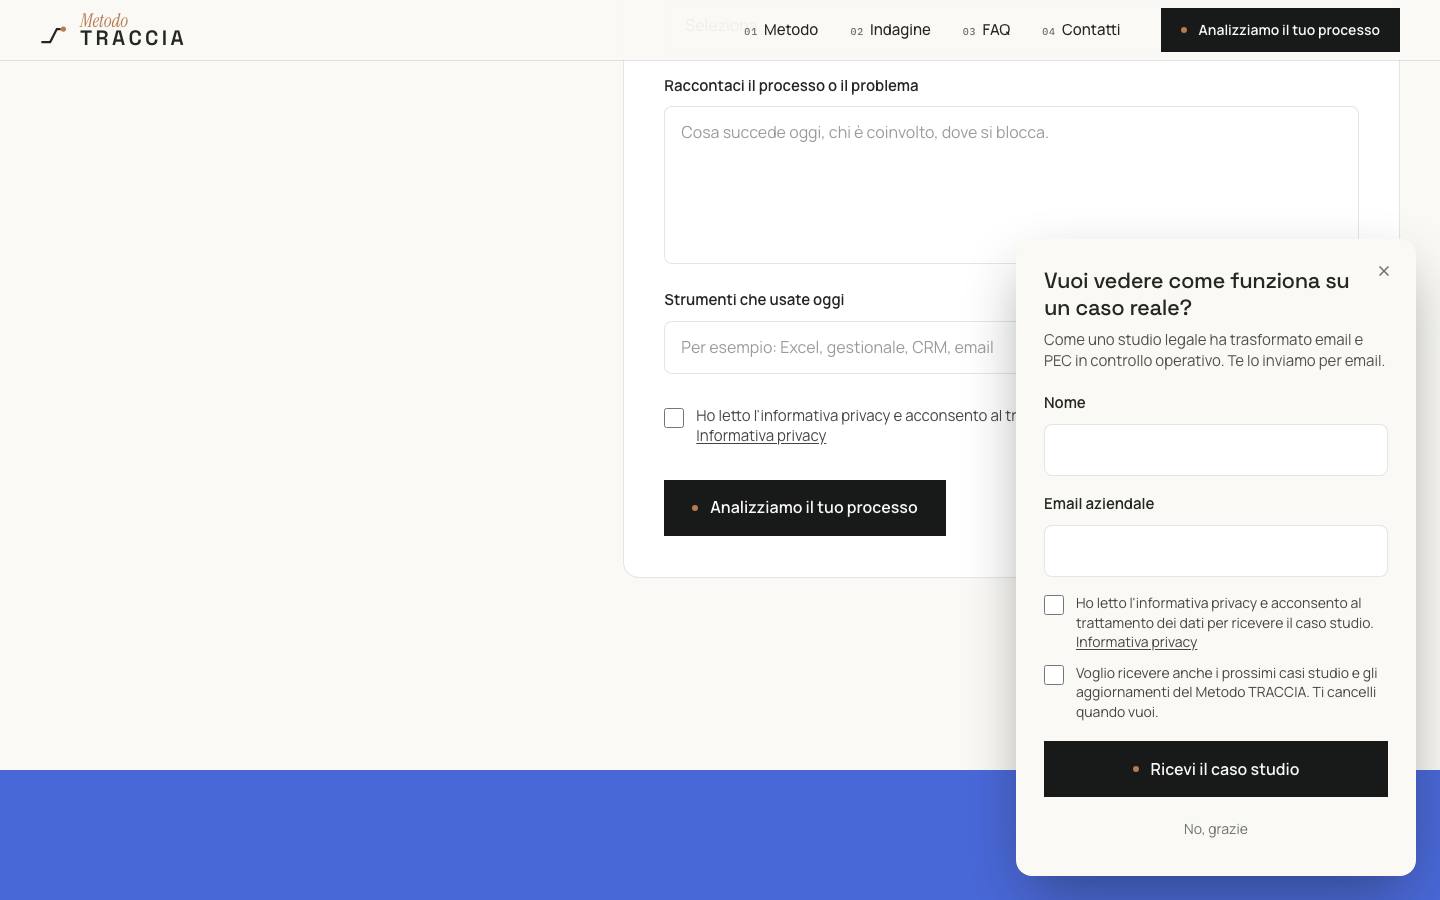 Metodo
TRACCIA
Seleziona
01 Metodo
02 Indagine
03 FAQ
04 Contatti
Analizziamo il tuo processo
Raccontaci il processo o il problema
Cosa succede oggi, chi è coinvolto, dove si blocca.
Strumenti che usate oggi
Per esempio: Excel, gestionale, CRM, email
Ho letto l'informativa privacy e acconsento al tr
Informativa privacy
Analizziamo il tuo processo
Vuoi vedere come funziona su
un caso reale?
Come uno studio legale ha trasformato email e
PEC in controllo operativo. Te lo inviamo per email.
Nome
Email aziendale
Ho letto l'informativa privacy e acconsento al
trattamento dei dati per ricevere il caso studio.
Informativa privacy
Voglio ricevere anche i prossimi casi studio e gli
aggiornamenti del Metodo TRACCIA. Ti cancelli
quando vuoi.
Ricevi il caso studio
No, grazie